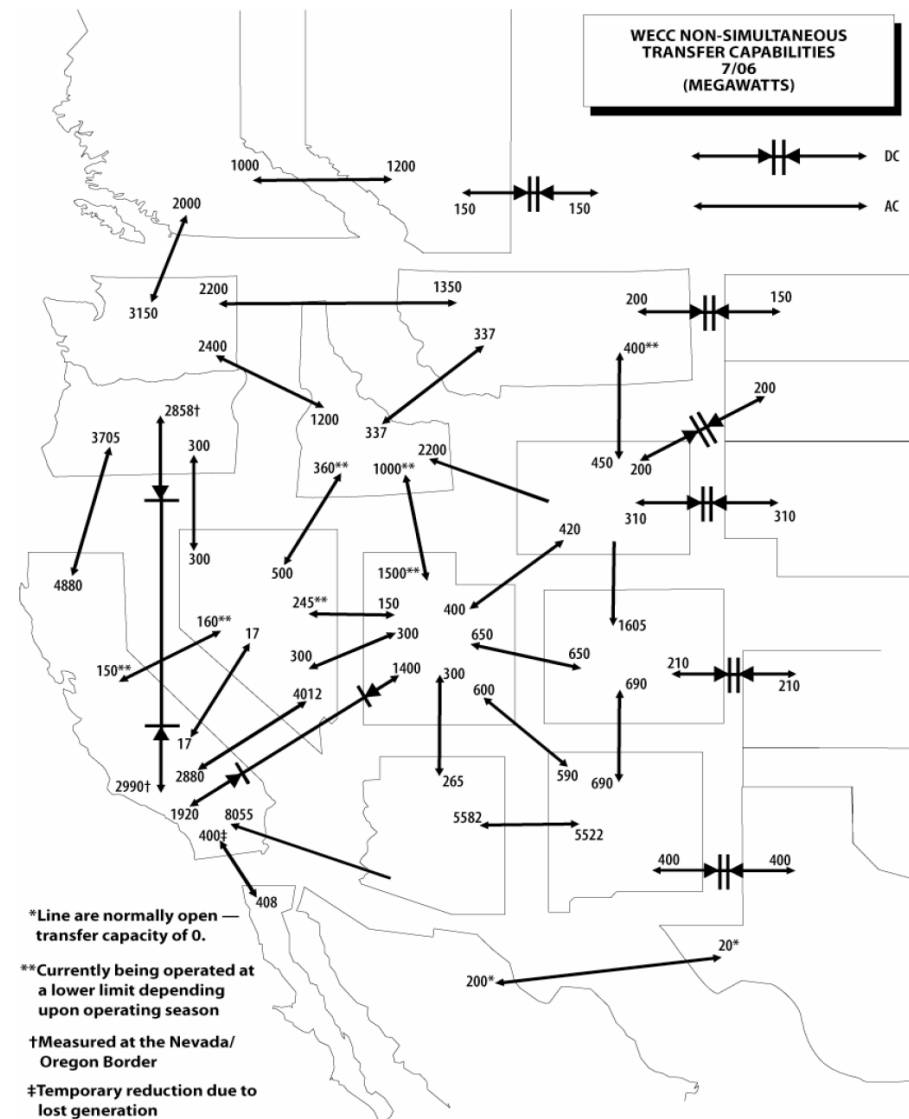 WECC NON-SIMULTANEOUS
TRANSFER CAPABILITIES
7/06
(MEGAWATTS)
DC
AC
1000 1200
150 150
2000
3150
2200 1350
200 150
2400
337
400**
200
1200
337
2858†
3705
300
360** 1000** 2200
450 200
310 310
300
500
420
4880
1500**
245** 150 400
160** 17 300 650 1605
150** 300 650
1400 300
210 210
4012 600 690
17
2880
2990† 265 590 690
1920 8055
400‡
5582 5522
400 400
408
20*
200*
*Line are normally open —
transfer capacity of 0.
**Currently being operated at
a lower limit depending
upon operating season
†Measured at the Nevada/
Oregon Border
‡Temporary reduction due to
lost generation